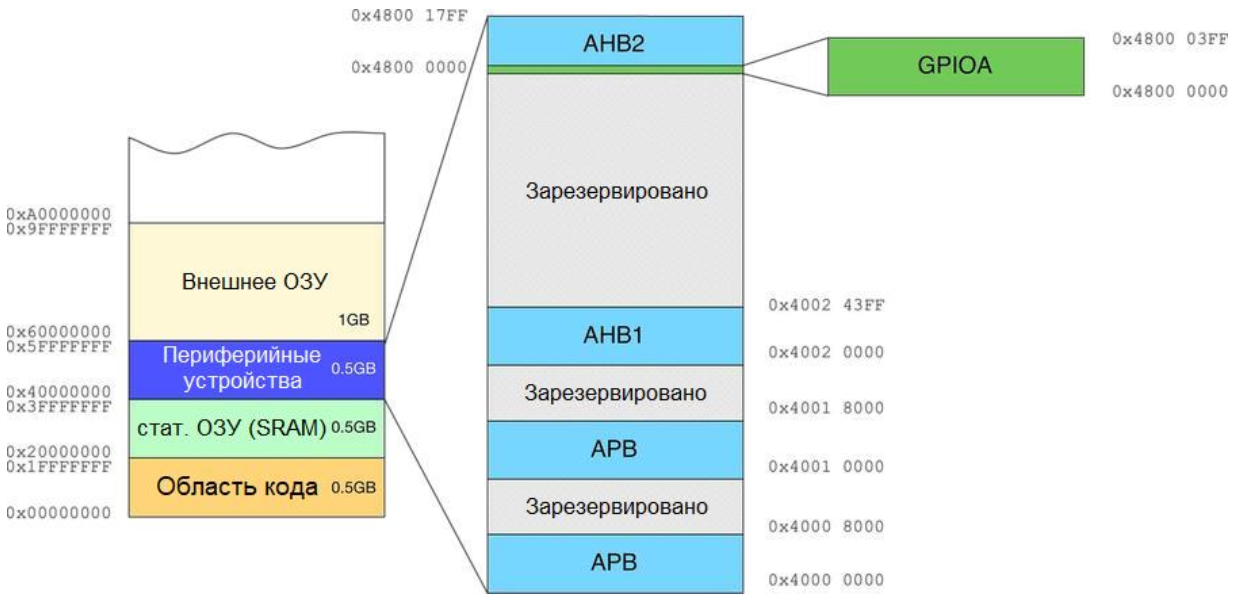 0x4800 17FF
AHB2
0x4800 0000
0x4800 03FF
GPIOA
0x4800 0000
Зарезервировано
0xA0000000
0x9FFFFFFF
Внешнее ОЗУ
1GB
0x60000000
0x5FFFFFFF
Периферийные
устройства
0.5GB
0x40000000
0x3FFFFFFF
стат. ОЗУ (SRAM) 0.5GB
0x20000000
0x1FFFFFFF
Область кода 0.5GB
0x00000000
0x4002 43FF
AHB1
0x4002 0000
Зарезервировано
0x4001 8000
APB
0x4001 0000
Зарезервировано
0x4000 8000
APB
0x4000 0000